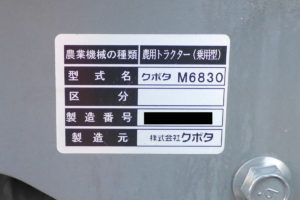 農業機械の種類 農用トラクター(乗用型)
型式名 クボタ M6830
区分
製造番号
製造元 株式会社クボタ